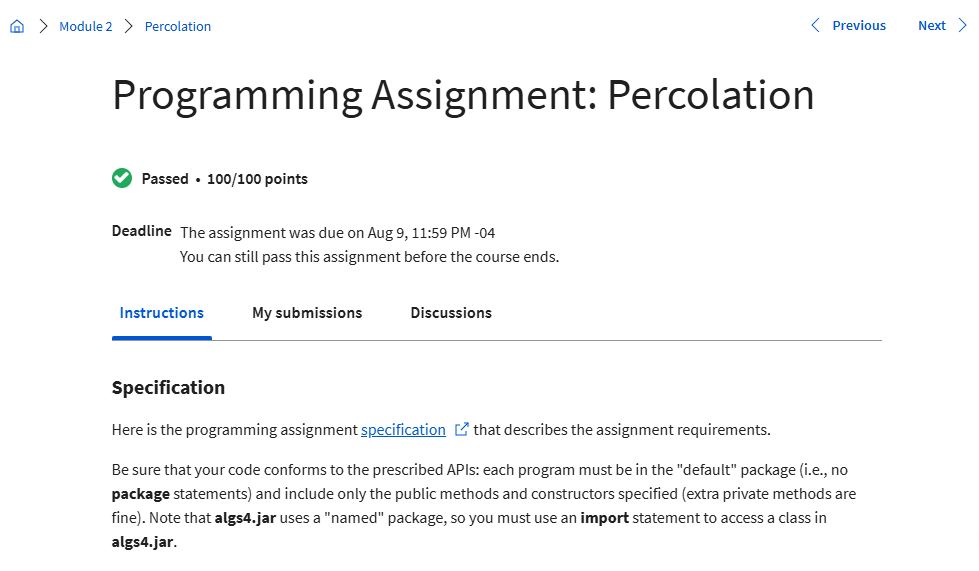 Module 2 Percolation Previous Next
Programming Assignment: Percolation
Passed • 100/100 points
Deadline The assignment was due on Aug 9, 11:59 PM -04
You can still pass this assignment before the course ends.
Instructions My submissions Discussions
Specification
Here is the programming assignment specification that describes the assignment requirements.
Be sure that your code conforms to the prescribed APIs: each program must be in the "default" package (i.e., no
package statements) and include only the public methods and constructors specified (extra private methods are
fine). Note that algs4.jar uses a "named" package, so you must use an import statement to access a class in
algs4.jar.